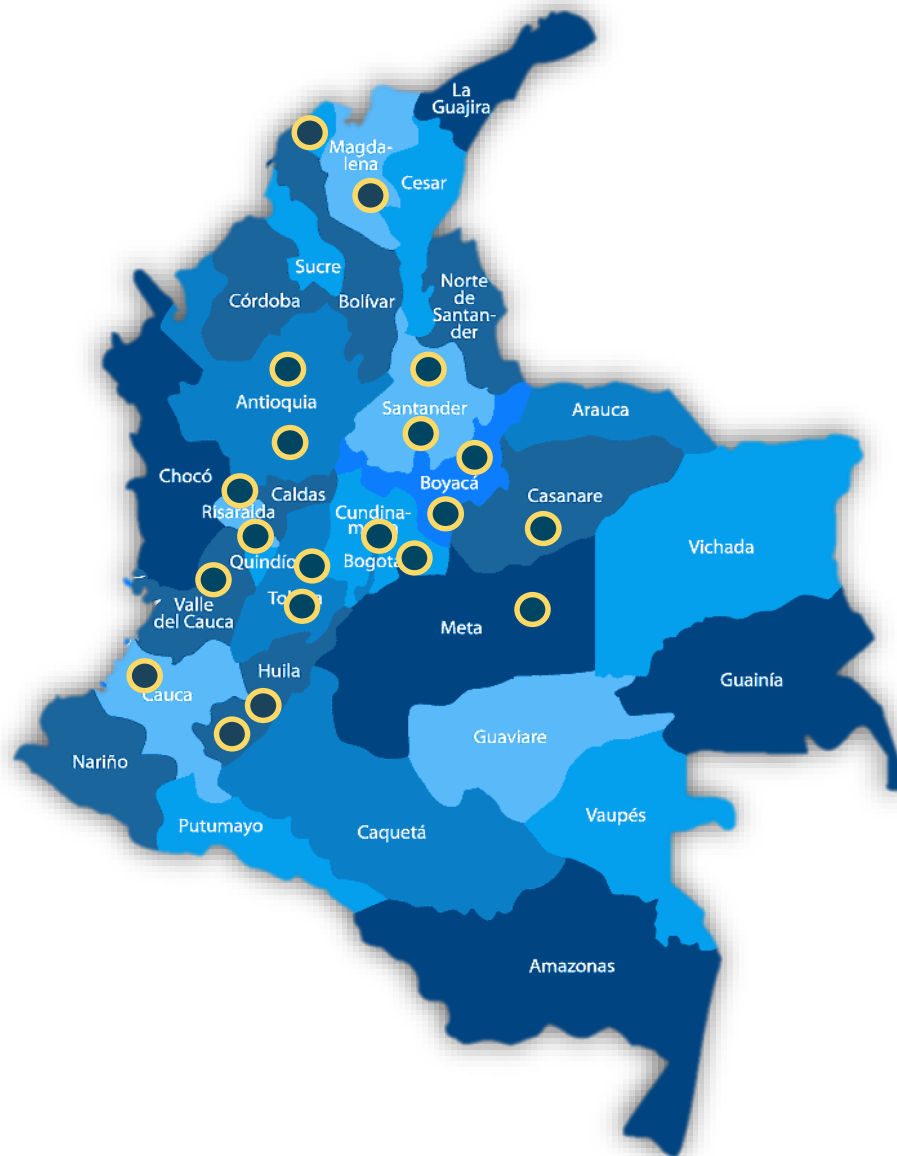 La
Guajira
Magda-
lena
Cesar
Sucre
Córdoba
Bolívar
Norte
de
Santan-
der
Antioquia
Santander
Arauca
Chocó
Caldas
Boyacá
Casanare
Risaralda
Cundina-
Quindío
Bogotá
Vichada
Valle
del Cauca
Meta
Huila
Guainía
Cauca
Guaviare
Nariño
Putumayo
Caquetá
Vaupés
Amazonas